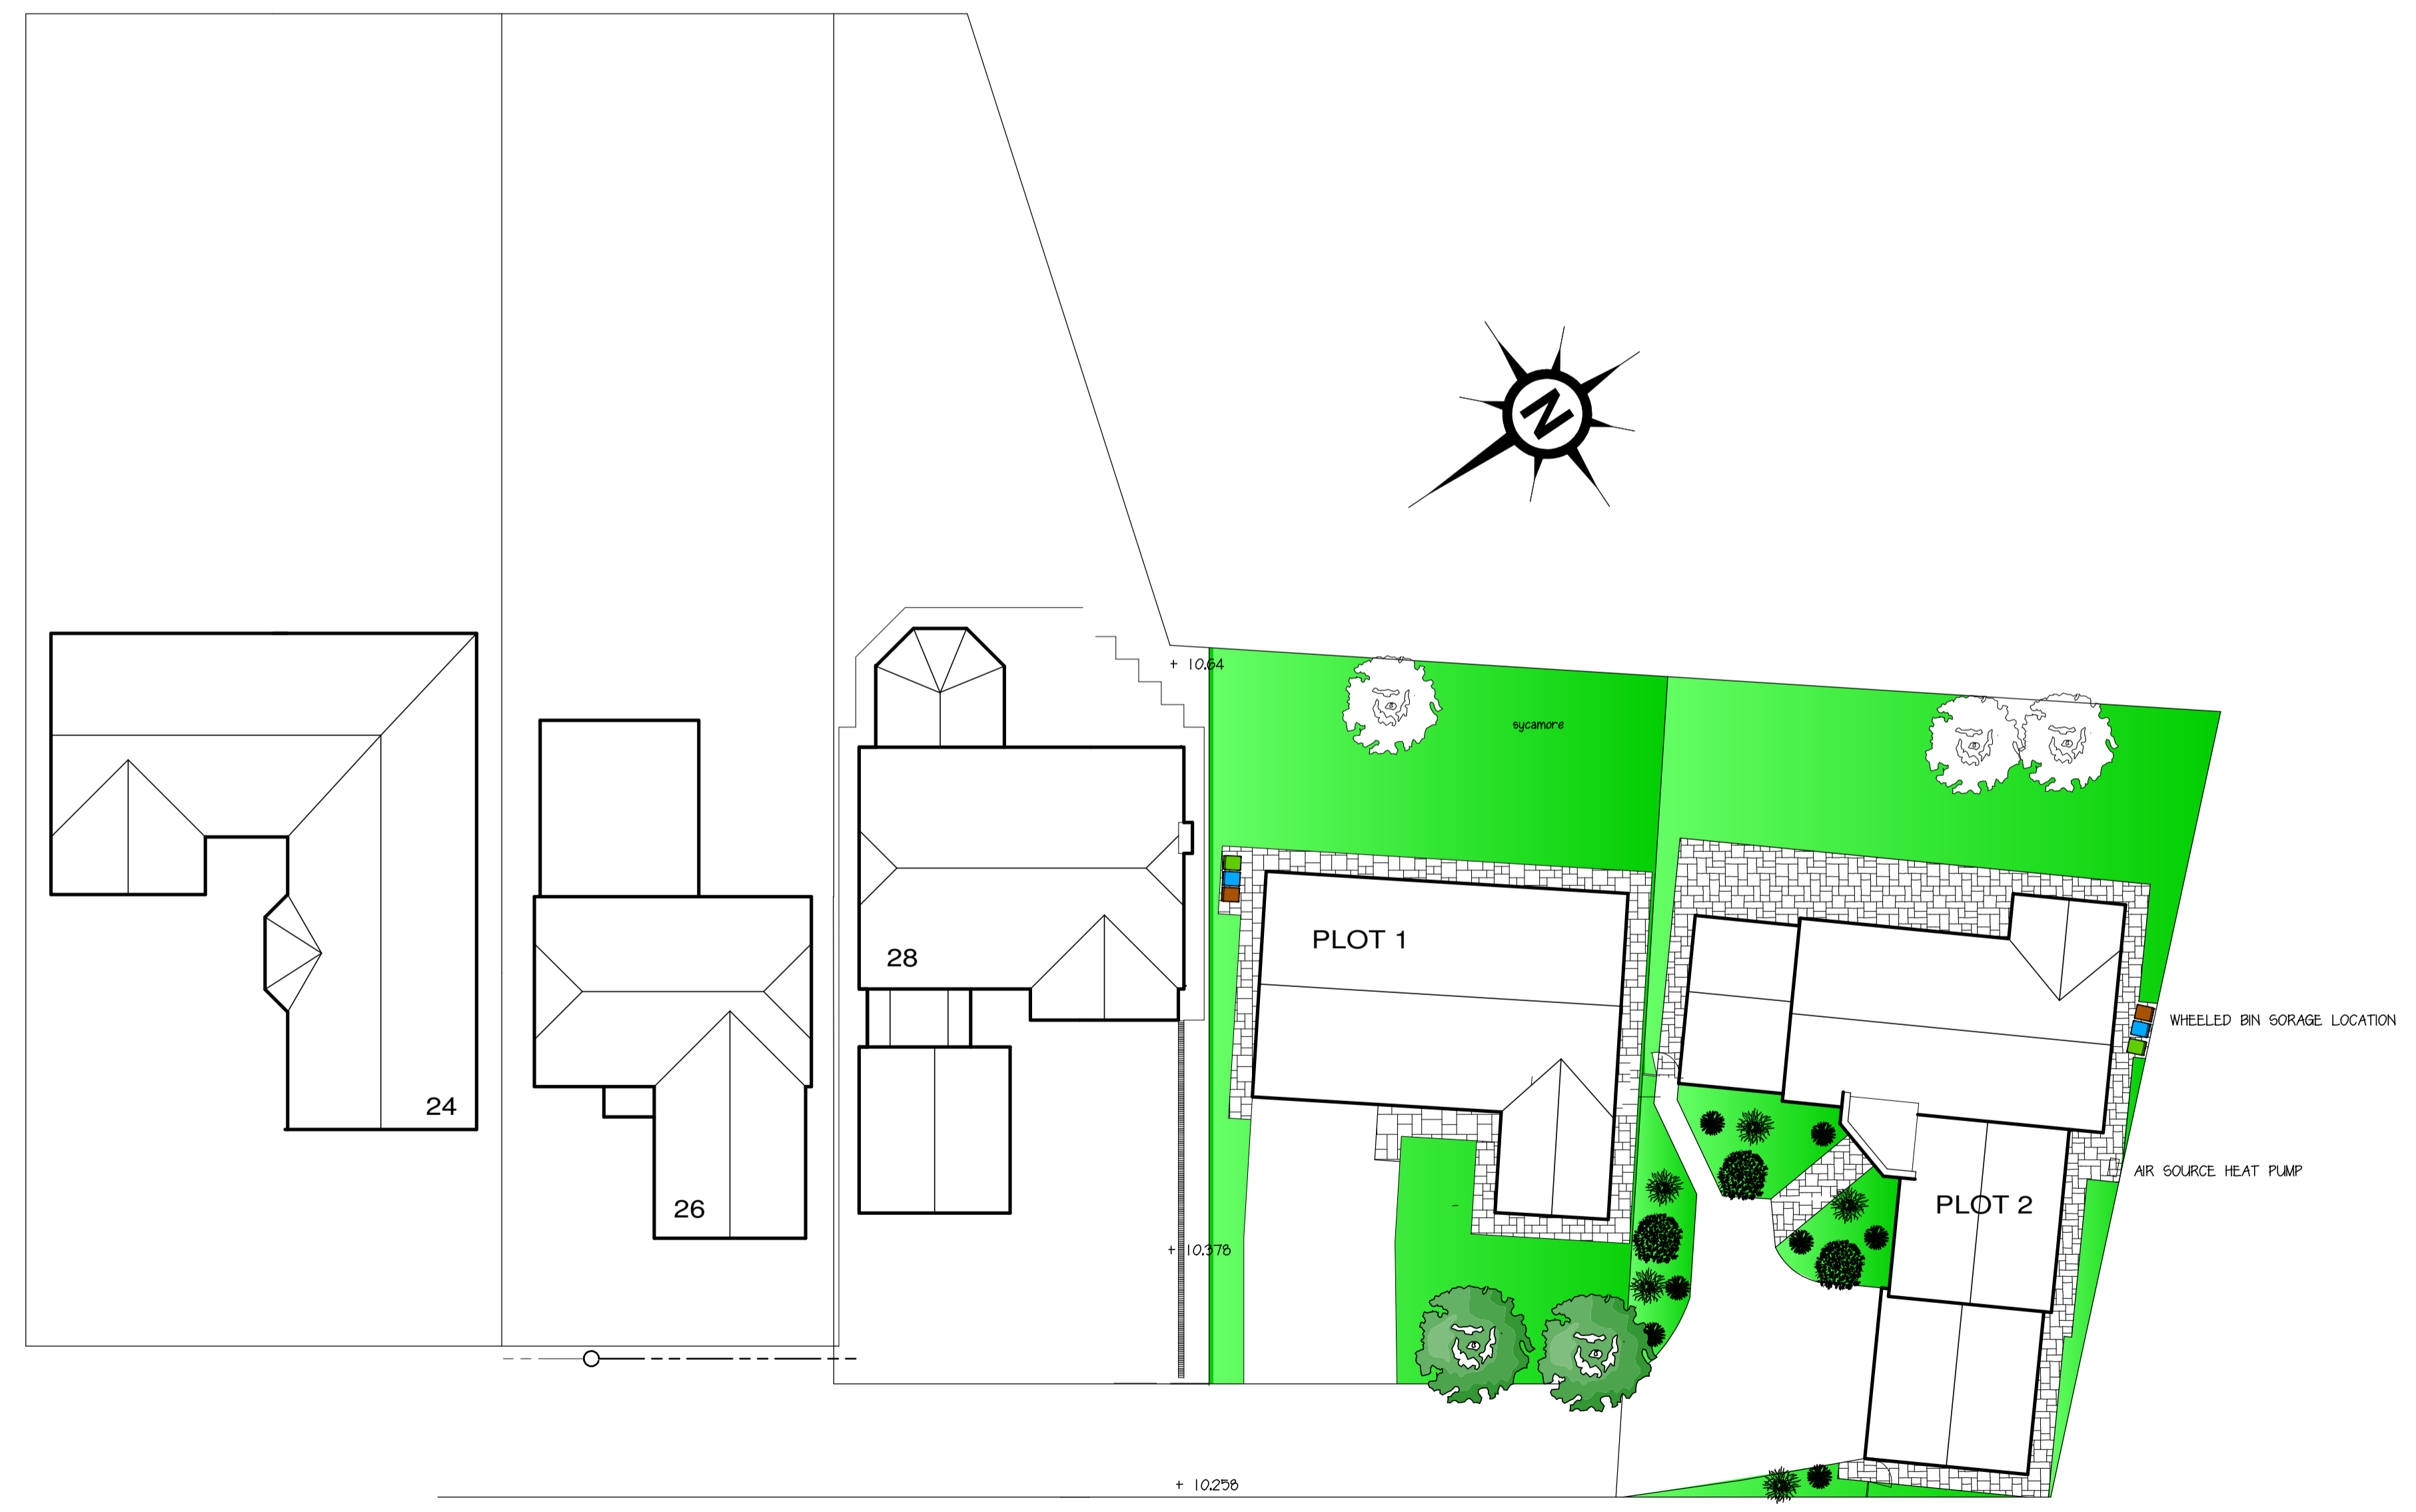 N
+ 10.64
sycamore
PLOT 1
28
WHEELED BIN SORAGE LOCATION
24
AIR SOURCE HEAT PUMP
26
PLOT 2
+ 10.378
+ 10.258